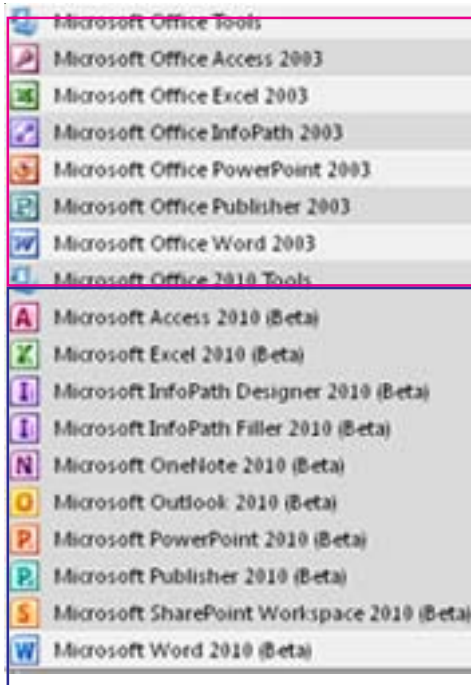 Microsoft Office Tools
Microsoft Office Access 2003
Microsoft Office Excel 2003
Microsoft Office InfoPath 2003
Microsoft Office PowerPoint 2003
Microsoft Office Publisher 2003
Microsoft Office Word 2003
Microsoft Office 2010 Tools
Microsoft Access 2010 (Beta)
Microsoft Excel 2010 (Beta)
Microsoft InfoPath Designer 2010 (Beta)
Microsoft InfoPath Filler 2010 (Beta)
Microsoft OneNote 2010 (Beta)
Microsoft Outlook 2010 (Beta)
Microsoft PowerPoint 2010 (Beta)
Microsoft Publisher 2010 (Beta)
Microsoft SharePoint Workspace 2010 (Beta)
Microsoft Word 2010 (Beta)